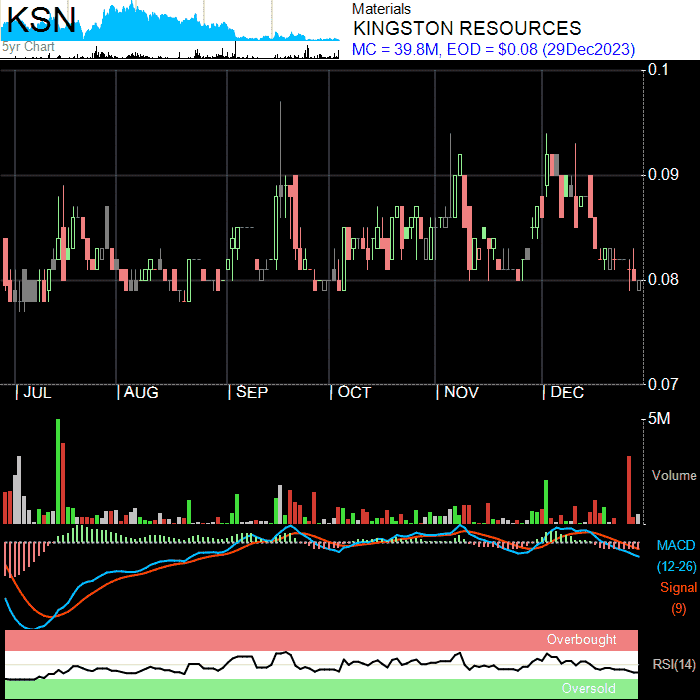 KSN
5yr Chart
Materials
KINGSTON RESOURCES
MC = 39.8M, EOD = $0.08 (29Dec2023)
0.1
0.09
0.08
0.07
JUL AUG SEP OCT NOV DEC
5M
Volume
MACD
(12-26)
Signal
(9)
Overbought
RSI(14)
Oversold